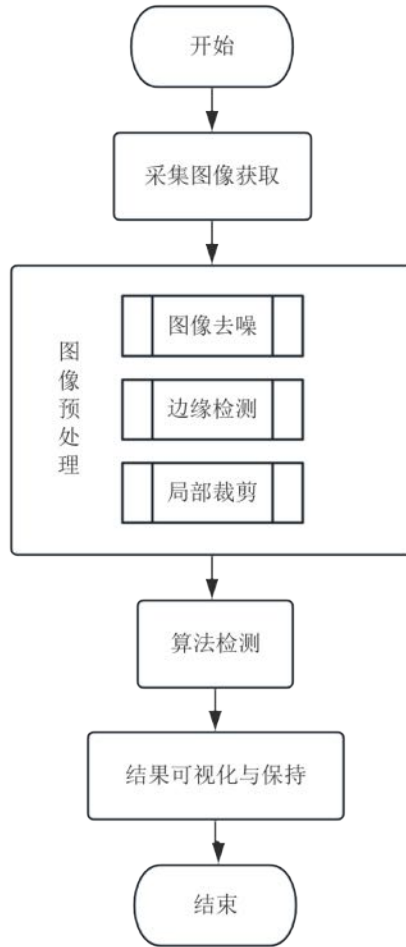 开始
采集图像获取
图像预处理
图像去噪
边缘检测
局部裁剪
算法检测
结果可视化与保持
结束